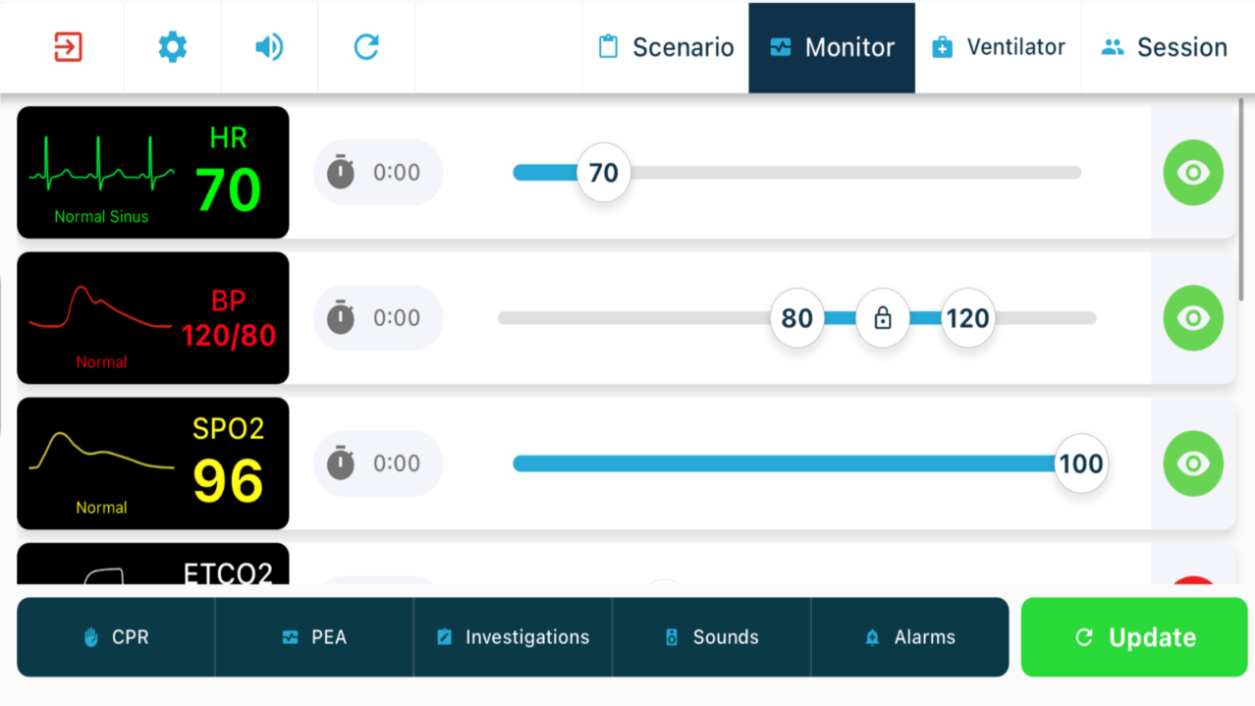 Scenario
Monitor
Ventilator
Session
HR
70
Normal Sinus
0:00
70
BP
120/80
Normal
0:00
80
120
SPO2
96
Normal
0:00
100
ETCO2
CPR
PEA
Investigations
Sounds
Alarms
Update